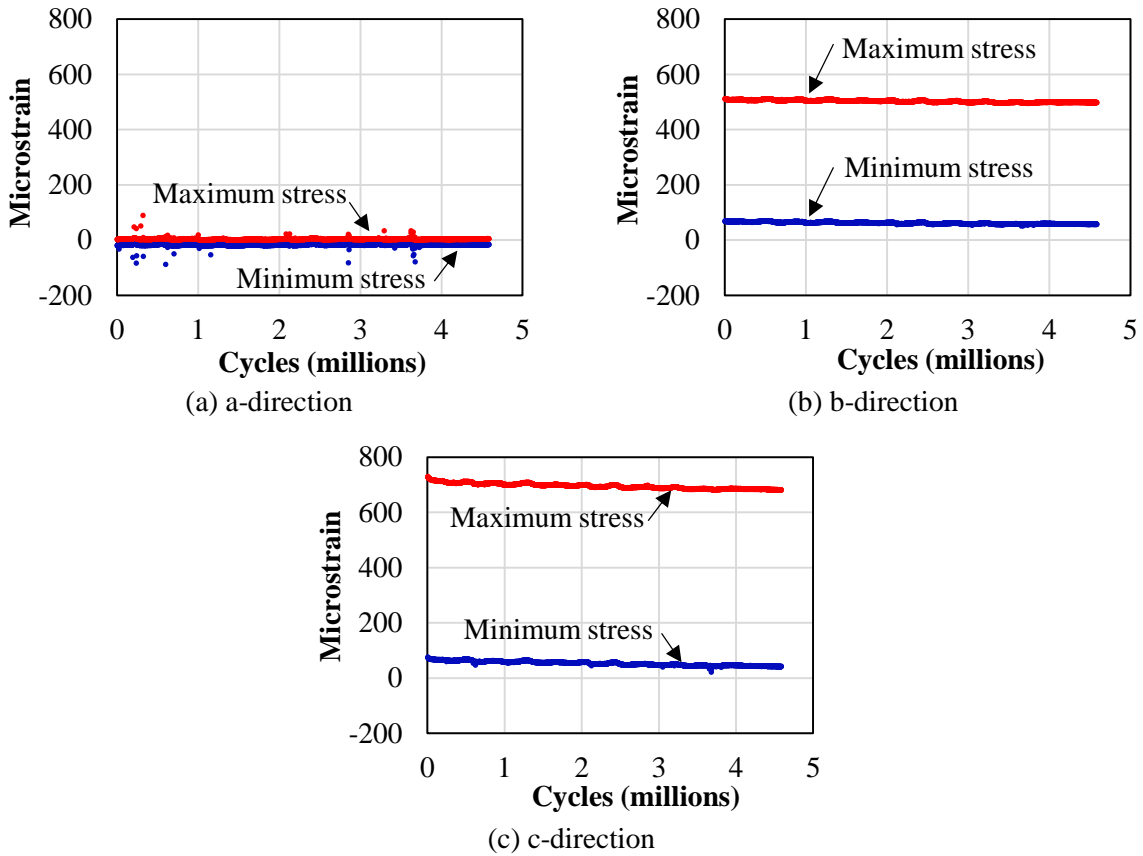 800
600
400
200
0
-200
Microstrain
Maximum stress
Minimum stress
0 1 2 3 4 5
Cycles (millions)
(a) a-direction
800
600
400
200
0
-200
Microstrain
Maximum stress
Minimum stress
0 1 2 3 4 5
Cycles (millions)
(b) b-direction
800
600
400
200
0
-200
Microstrain
Maximum stress
Minimum stress
0 1 2 3 4 5
Cycles (millions)
(c) c-direction